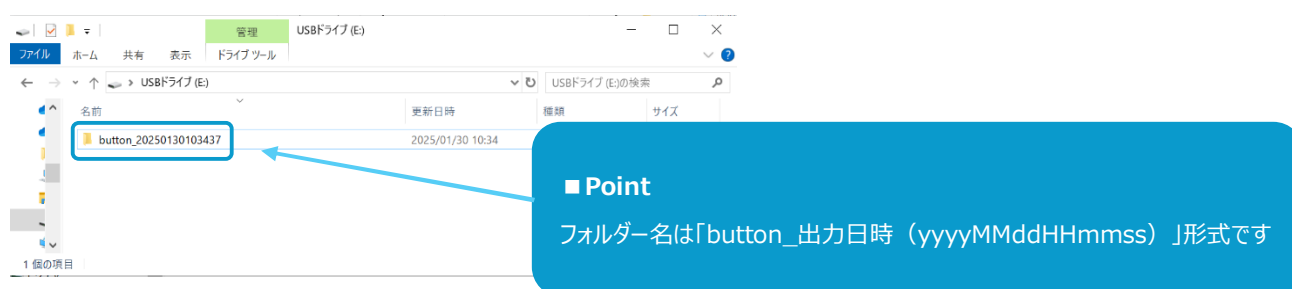 管理 USBドライブ (E:)
ファイル ホーム 共有 表示 ドライブ ツール
USBドライブ (E:) USBドライブ (E:)の検索
名前 更新日時 種類 サイズ
button_20250130103437 2025/01/30 10:34
■Point
フォルダー名は「button_出力日時（yyyyMMddHHmmss）」形式です
1 個の項目